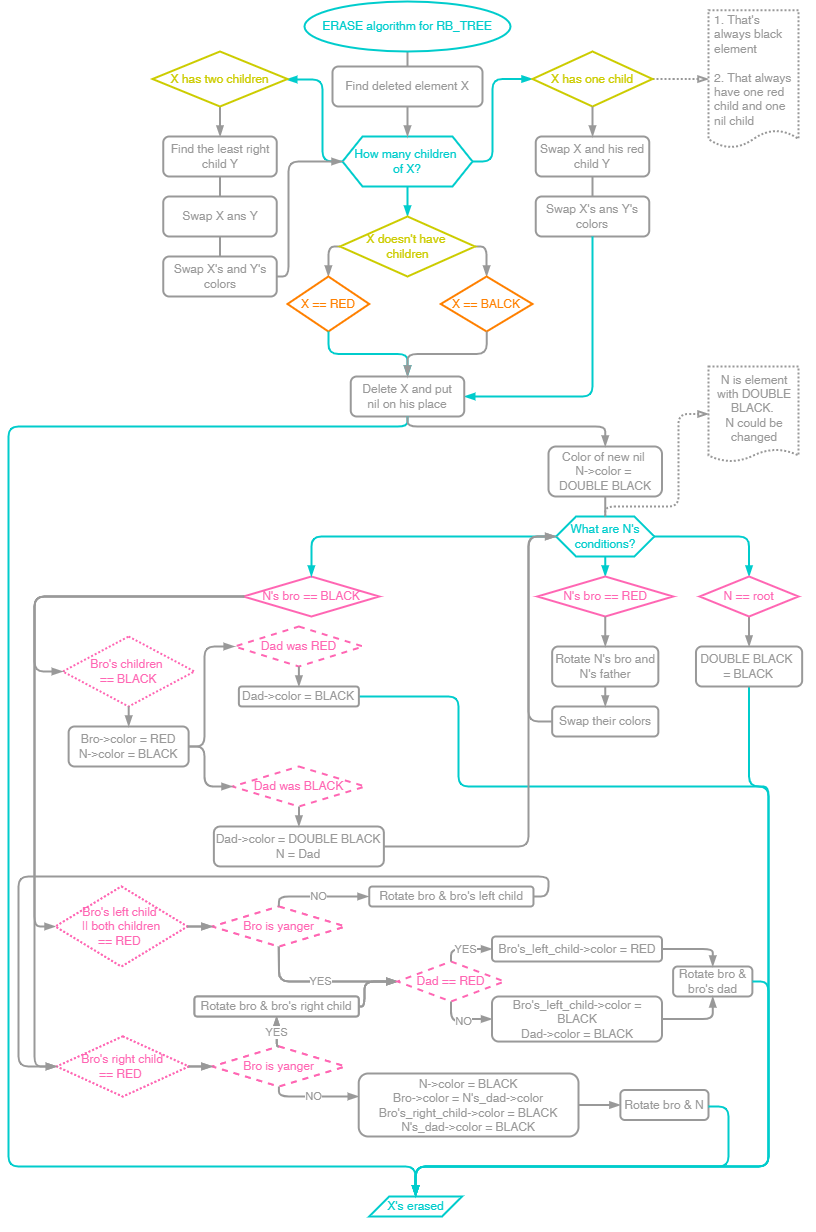 ERASE algorithm for RB_TREE
1. That's
always black
element
2. That always
have one red
child and one
nil child
X has two children
Find deleted element X
X has one child
Find the least right
child Y
How many children
of X?
Swap X and his red
child Y
Swap X ans Y
Swap X's ans Y's
colors
X doesn't have
children
Swap X's and Y's
colors
X == RED
X == BALCK
Delete X and put
nil on his place
N is element
with DOUBLE
BLACK.
N could be
changed
Color of new nil
N->color =
DOUBLE BLACK
What are N's
conditions?
N's bro == BLACK
N's bro == RED
N == root
Bro's children
== BLACK
Dad was RED
Rotate N's bro and
N's father
DOUBLE BLACK
= BLACK
Dad->color = BLACK
Swap their colors
Bro->color = RED
N->color = BLACK
Dad was BLACK
Dad->color = DOUBLE BLACK
N = Dad
Bro's left child
|| both children
== RED
Bro is yanger
NO
Rotate bro & bro's left child
YES
Dad == RED
YES
Bro's_left_child->color = RED
Rotate bro &
bro's dad
NO
Bro's_left_child->color =
BLACK
Dad->color = BLACK
Rotate bro & bro's right child
YES
Bro's right child
== RED
Bro is yanger
NO
N->color = BLACK
Bro->color = N's_dad->color
Bro's_right_child->color = BLACK
N's_dad->color = BLACK
Rotate bro & N
X's erased